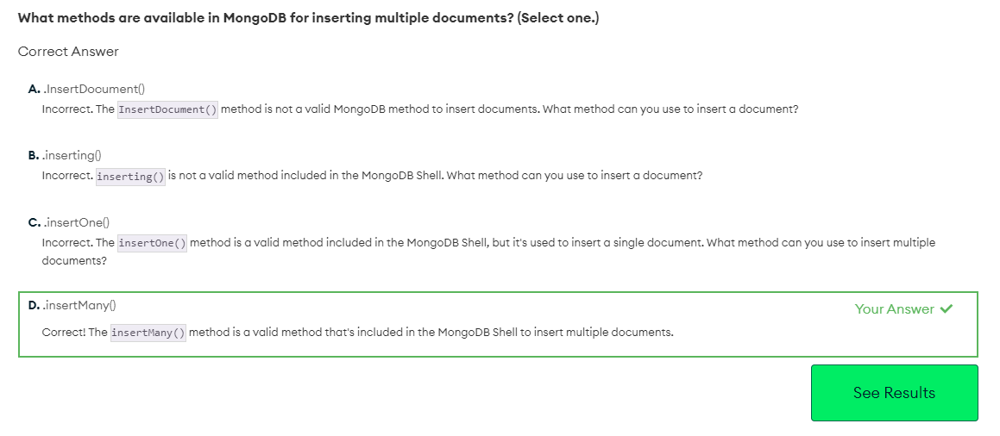 What methods are available in MongoDB for inserting multiple documents? (Select one.)
Correct Answer
A. .InsertDocument()
Incorrect. The InsertDocument() method is not a valid MongoDB method to insert documents. What method can you use to insert a document?
B. .inserting()
Incorrect. inserting() is not a valid method included in the MongoDB Shell. What method can you use to insert a document?
C. .insertOne()
Incorrect. The insertOne() method is a valid method included in the MongoDB Shell, but it's used to insert a single document. What method can you use to insert multiple
documents?
D. .insertMany()
Your Answer ✓
Correct! The insertMany() method is a valid method that's included in the MongoDB Shell to insert multiple documents.
See Results